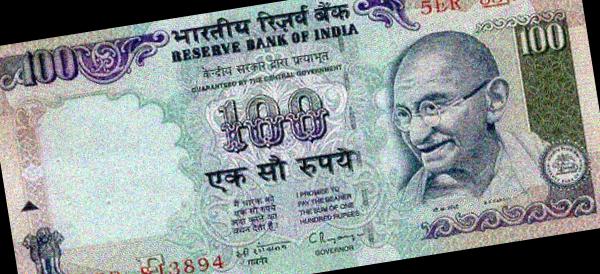 भारतीय रिज़र्व बैंक
5ER
100
RESERVE BANK OF INDIA
100
केन्द्रीय सरकार द्वारा प्रत्याभूत
GUARANTEED BY THE CENTRAL GOVERNMENT
100
एक सौ रुपये
मैं धारक को
एक सौ रुपये
अदा करने का
वचन देता हूँ।
I PROMISE TO
PAY THE BEARER
THE SUM OF ONE
HUNDRED RUPEES
गवर्नर
GOVERNOR
13894